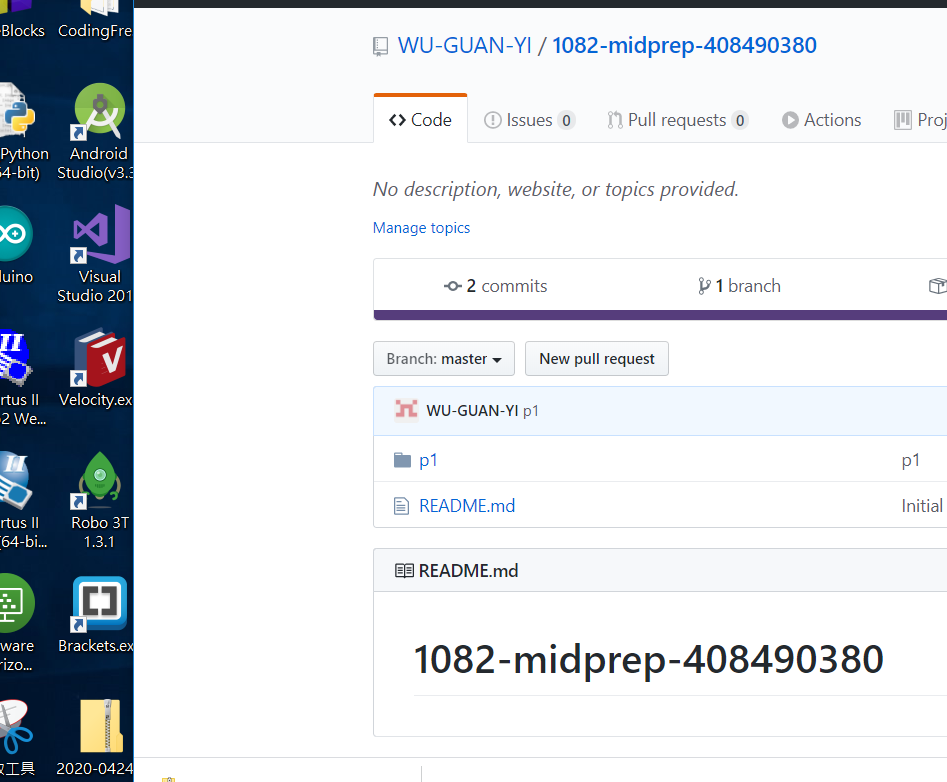 Blocks
CodingFre
Python
64-bit)
Android
Studio(v3.3
duino
Visual
Studio 201
rtus II
2 We...
Velocity.ex
rtus II
(64-bi...
Robo 3T
1.3.1
ware
rizo...
Brackets.ex
工具
2020-0424
WU-GUAN-YI / 1082-midprep-408490380
Code
Issues 0
Pull requests 0
Actions
Proj
No description, website, or topics provided.
Manage topics
2 commits
1 branch
Branch: master
New pull request
WU-GUAN-YI p1
p1 p1
README.md Initial
README.md
1082-midprep-408490380